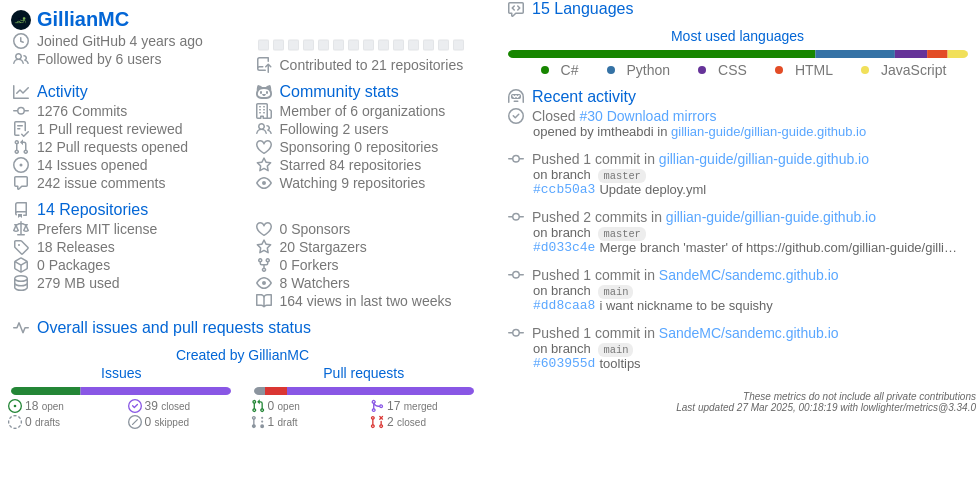 GillianMC
Joined GitHub 4 years ago
Followed by 6 users
Contributed to 21 repositories
Activity
1276 Commits
1 Pull request reviewed
12 Pull requests opened
14 Issues opened
242 issue comments
Community stats
Member of 6 organizations
Following 2 users
Sponsoring 0 repositories
Starred 84 repositories
Watching 9 repositories
14 Repositories
Prefers MIT license
18 Releases
0 Packages
279 MB used
0 Sponsors
20 Stargazers
0 Forkers
8 Watchers
164 views in last two weeks
Overall issues and pull requests status
Created by GillianMC
Issues
18 open
39 closed
0 drafts
0 skipped
Pull requests
0 open
17 merged
1 draft
2 closed
15 Languages
Most used languages
C# Python CSS HTML JavaScript
Recent activity
Closed #30 Download mirrors
opened by imtheabdi in gillian-guide/gillian-guide.github.io
Pushed 1 commit in gillian-guide/gillian-guide.github.io
on branch master
#ccb50a3 Update deploy.yml
Pushed 2 commits in gillian-guide/gillian-guide.github.io
on branch master
#d033c4e Merge branch 'master' of https://github.com/gillian-guide/gilli…
Pushed 1 commit in SandeMC/sandemc.github.io
on branch main
#dd8caa8 i want nickname to be squishy
Pushed 1 commit in SandeMC/sandemc.github.io
on branch main
#603955d tooltips
These metrics do not include all private contributions
Last updated 27 Mar 2025, 00:18:19 with lowlighter/metrics@3.34.0